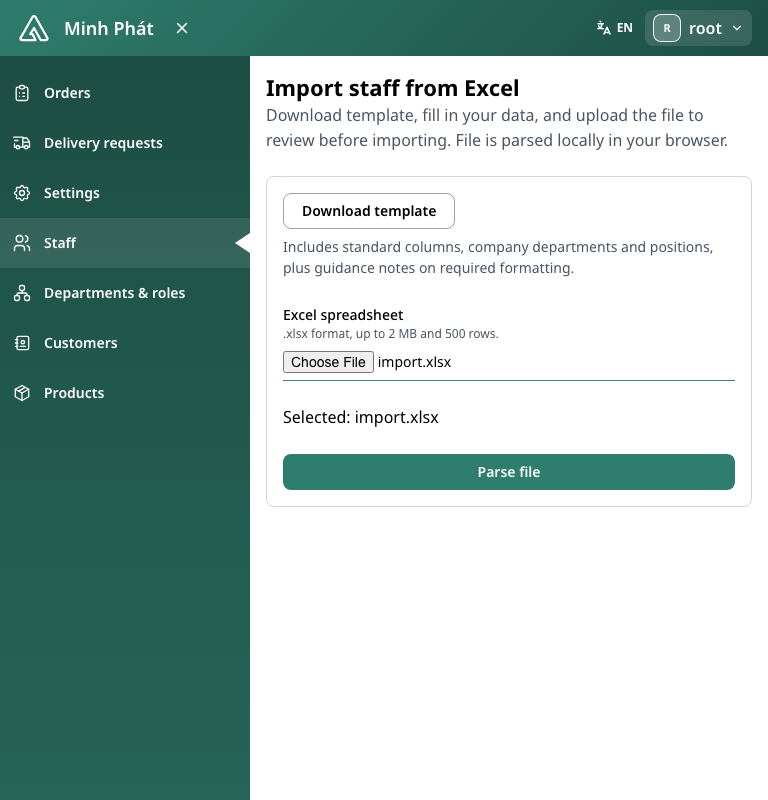 Minh Phát
EN
R
root
Orders
Delivery requests
Settings
Staff
Departments & roles
Customers
Products
Import staff from Excel
Download template, fill in your data, and upload the file to
review before importing. File is parsed locally in your browser.
Download template
Includes standard columns, company departments and positions,
plus guidance notes on required formatting.
Excel spreadsheet
.xlsx format, up to 2 MB and 500 rows.
Choose File import.xlsx
Selected: import.xlsx
Parse file